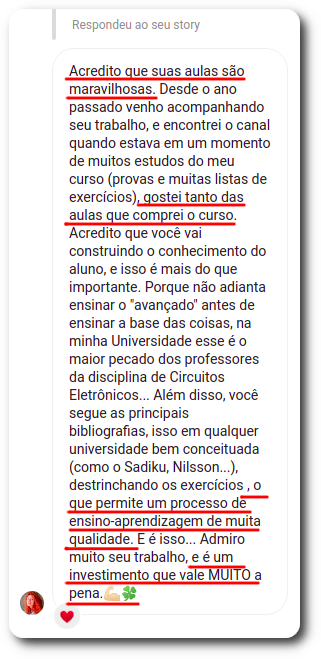 Respondeu ao seu story
Acredito que suas aulas são
maravilhosas. Desde o ano
passado venho acompanhando
seu trabalho, e encontrei o canal
quando estava em um momento
de muitos estudos do meu
curso (provas e muitas listas de
exercícios), gostei tanto das
aulas que comprei o curso.
Acredito que você vai
construindo o conhecimento do
aluno, e isso é mais do que
importante. Porque não adianta
ensinar o "avançado" antes de
ensinar a base das coisas, na
minha Universidade esse é o
maior pecado dos professores
da disciplina de Circuitos
Eletrônicos... Além disso, você
segue as principais
bibliografias, isso em qualquer
universidade bem conceituada
(como o Sadiku, Nilsson...),
destrinchando os exercícios , o
que permite um processo de
ensino-aprendizagem de muita
qualidade. E é isso... Admiro
muito seu trabalho, e é um
investimento que vale MUITO a
pena.💪🏼🍀